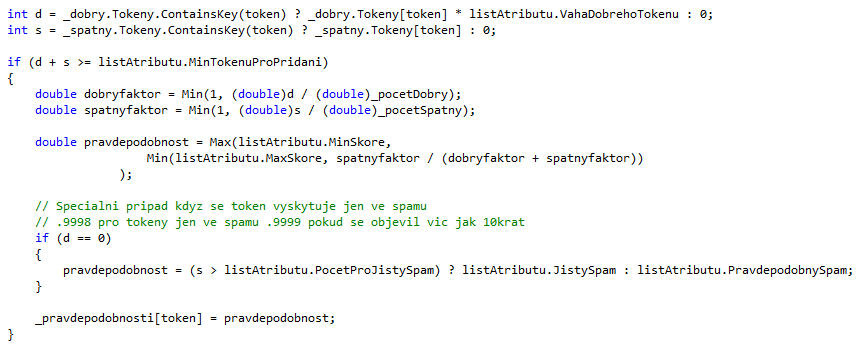 int d = _dobry.Tokeny.ContainsKey(token) ? _dobry.Tokeny[token] * listAtributu.VahaDobrehoTokenu : 0;
int s = _spatny.Tokeny.ContainsKey(token) ? _spatny.Tokeny[token] : 0;
if (d + s >= listAtributu.MinTokenuProPridani)
{
double dobryfaktor = Min(1, (double)d / (double)_pocetDobry);
double spatnyfaktor = Min(1, (double)s / (double)_pocetSpatny);
double pravdepodobnost = Max(listAtributu.MinSkore,
Min(listAtributu.MaxSkore, spatnyfaktor / (dobryfaktor + spatnyfaktor))
);
// Specialni pripad kdyz se token vyskytuje jen ve spamu
// .9998 pro tokeny jen ve spamu .9999 pokud se objevil vic jak 10krat
if (d == 0)
{
pravdepodobnost = (s > listAtributu.PocetProJistySpam) ? listAtributu.JistySpam : listAtributu.PravdepodobnySpam;
}
_pravdepodobnosti[token] = pravdepodobnost;
}